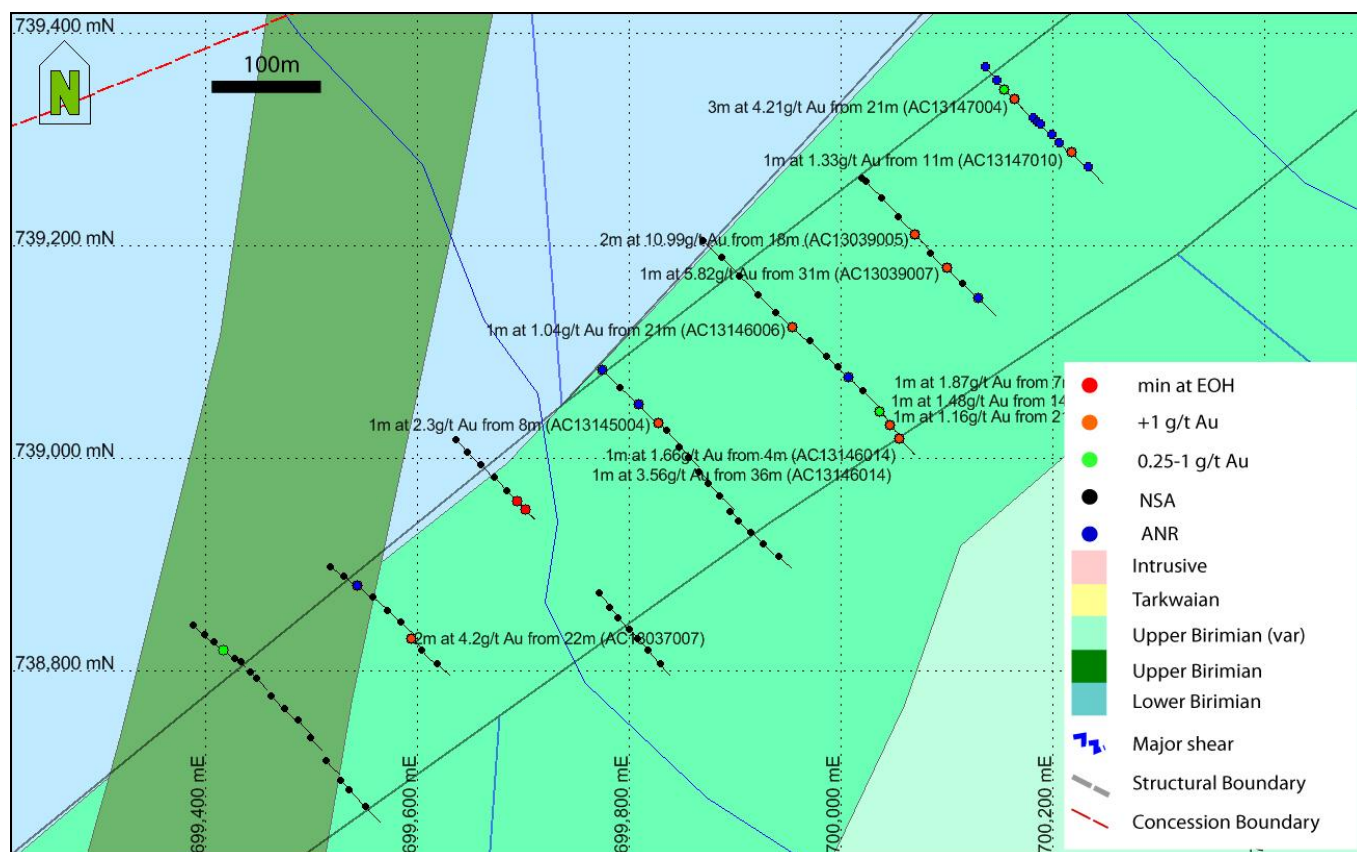 739,400 mN
N
100m
3m at 4.21g/t Au from 21m (AC13147004)
1m at 1.33g/t Au from 11m (AC13147010)
739,200 mN
2m at 10.99g/t Au from 18m (AC13039005)
1m at 5.82g/t Au from 31m (AC13039007)
1m at 1.04g/t Au from 21m (AC13146006)
1m at 1.87g/t Au from 7
1m at 1.48g/t Au from 14
1m at 1.16g/t Au from 2
1m at 2.3g/t Au from 8m (AC13145004)
739,000 mN
1m at 1.66g/t Au from 4m (AC13146014)
1m at 3.56g/t Au from 36m (AC13146014)
2m at 4.2g/t Au from 22m (AC13037007)
738,800 mN
699,400 mE
699,600 mE
699,800 mE
700,000 mE
700,200 mE
min at EOH
+1 g/t Au
0.25-1 g/t Au
NSA
ANR
Intrusive
Tarkwaian
Upper Birimian (var)
Upper Birimian
Lower Birimian
Major shear
Structural Boundary
Concession Boundary